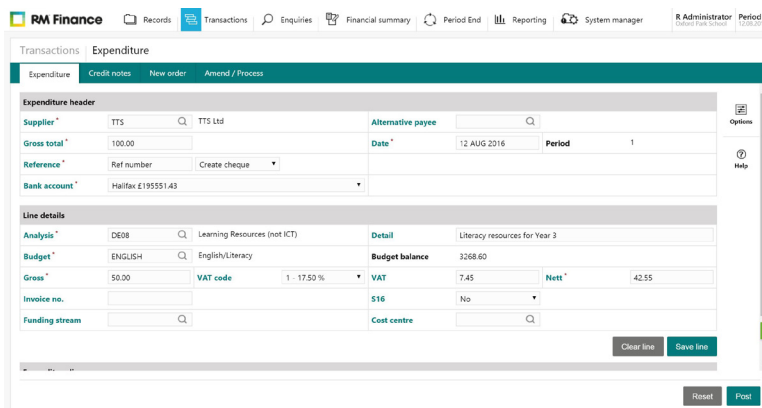 RM Finance Records Transactions Enquiries Financial summary Period End Reporting System manager R Administrator Period
Oxford Park School 12.08.20
Transactions Expenditure
Expenditure Credit notes New order Amend / Process
Expenditure header
Supplier * TTS TTS Ltd Alternative payee
Options
Gross total * 100.00 Date * 12 AUG 2016 Period 1
Reference * Ref number Create cheque
Help
Bank account * Halifax £195551.43
Line details
Analysis * DE08 Learning Resources (not ICT) Detail Literacy resources for Year 3
Budget * ENGLISH English/Literacy Budget balance 3268.60
Gross * 50.00 VAT code 1 - 17.50 % VAT 7.45 Nett * 42.55
Invoice no. S16 No
Funding stream Cost centre
Clear line Save line
Reset Post